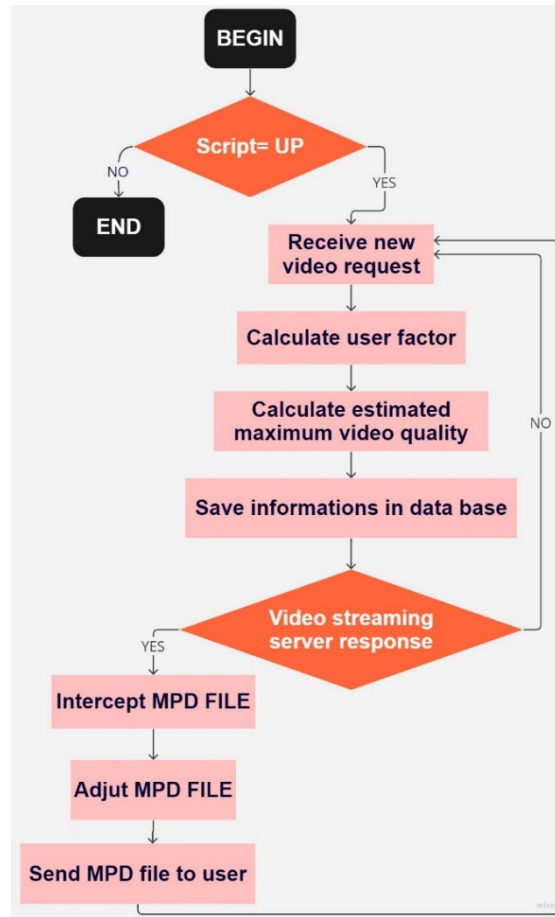 BEGIN
Script= UP
NO
YES
END
Receive new
video request
Calculate user factor
Calculate estimated
maximum video quality
NO
Save informations in data base
Video streaming
server response
YES
Intercept MPD FILE
Adjut MPD FILE
Send MPD file to user
miro